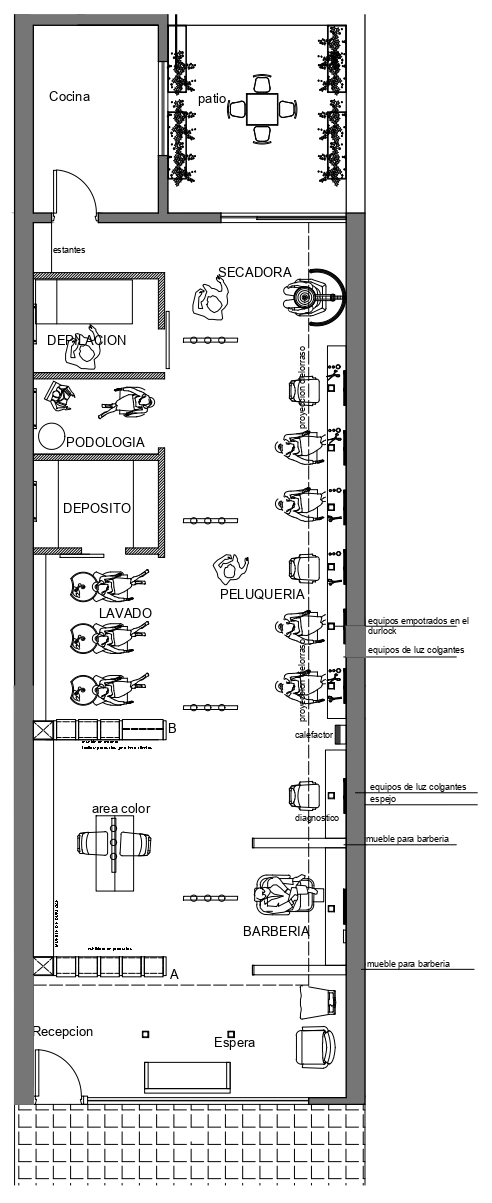 Cocina
patio
estantes
SECADORA
DEPILACION
proyeccion cielorraso
PODOLOGIA
DEPOSITO
PELUQUERIA
LAVADO
equipos empotrados en el
durlock
equipos de luz colgantes
proyeccion cielorraso
B
calefactor
equipos de luz colgantes
espejo
area color
diagnostico
mueble para barberia
BARBERIA
mueble para barberia
A
Recepcion
Espera